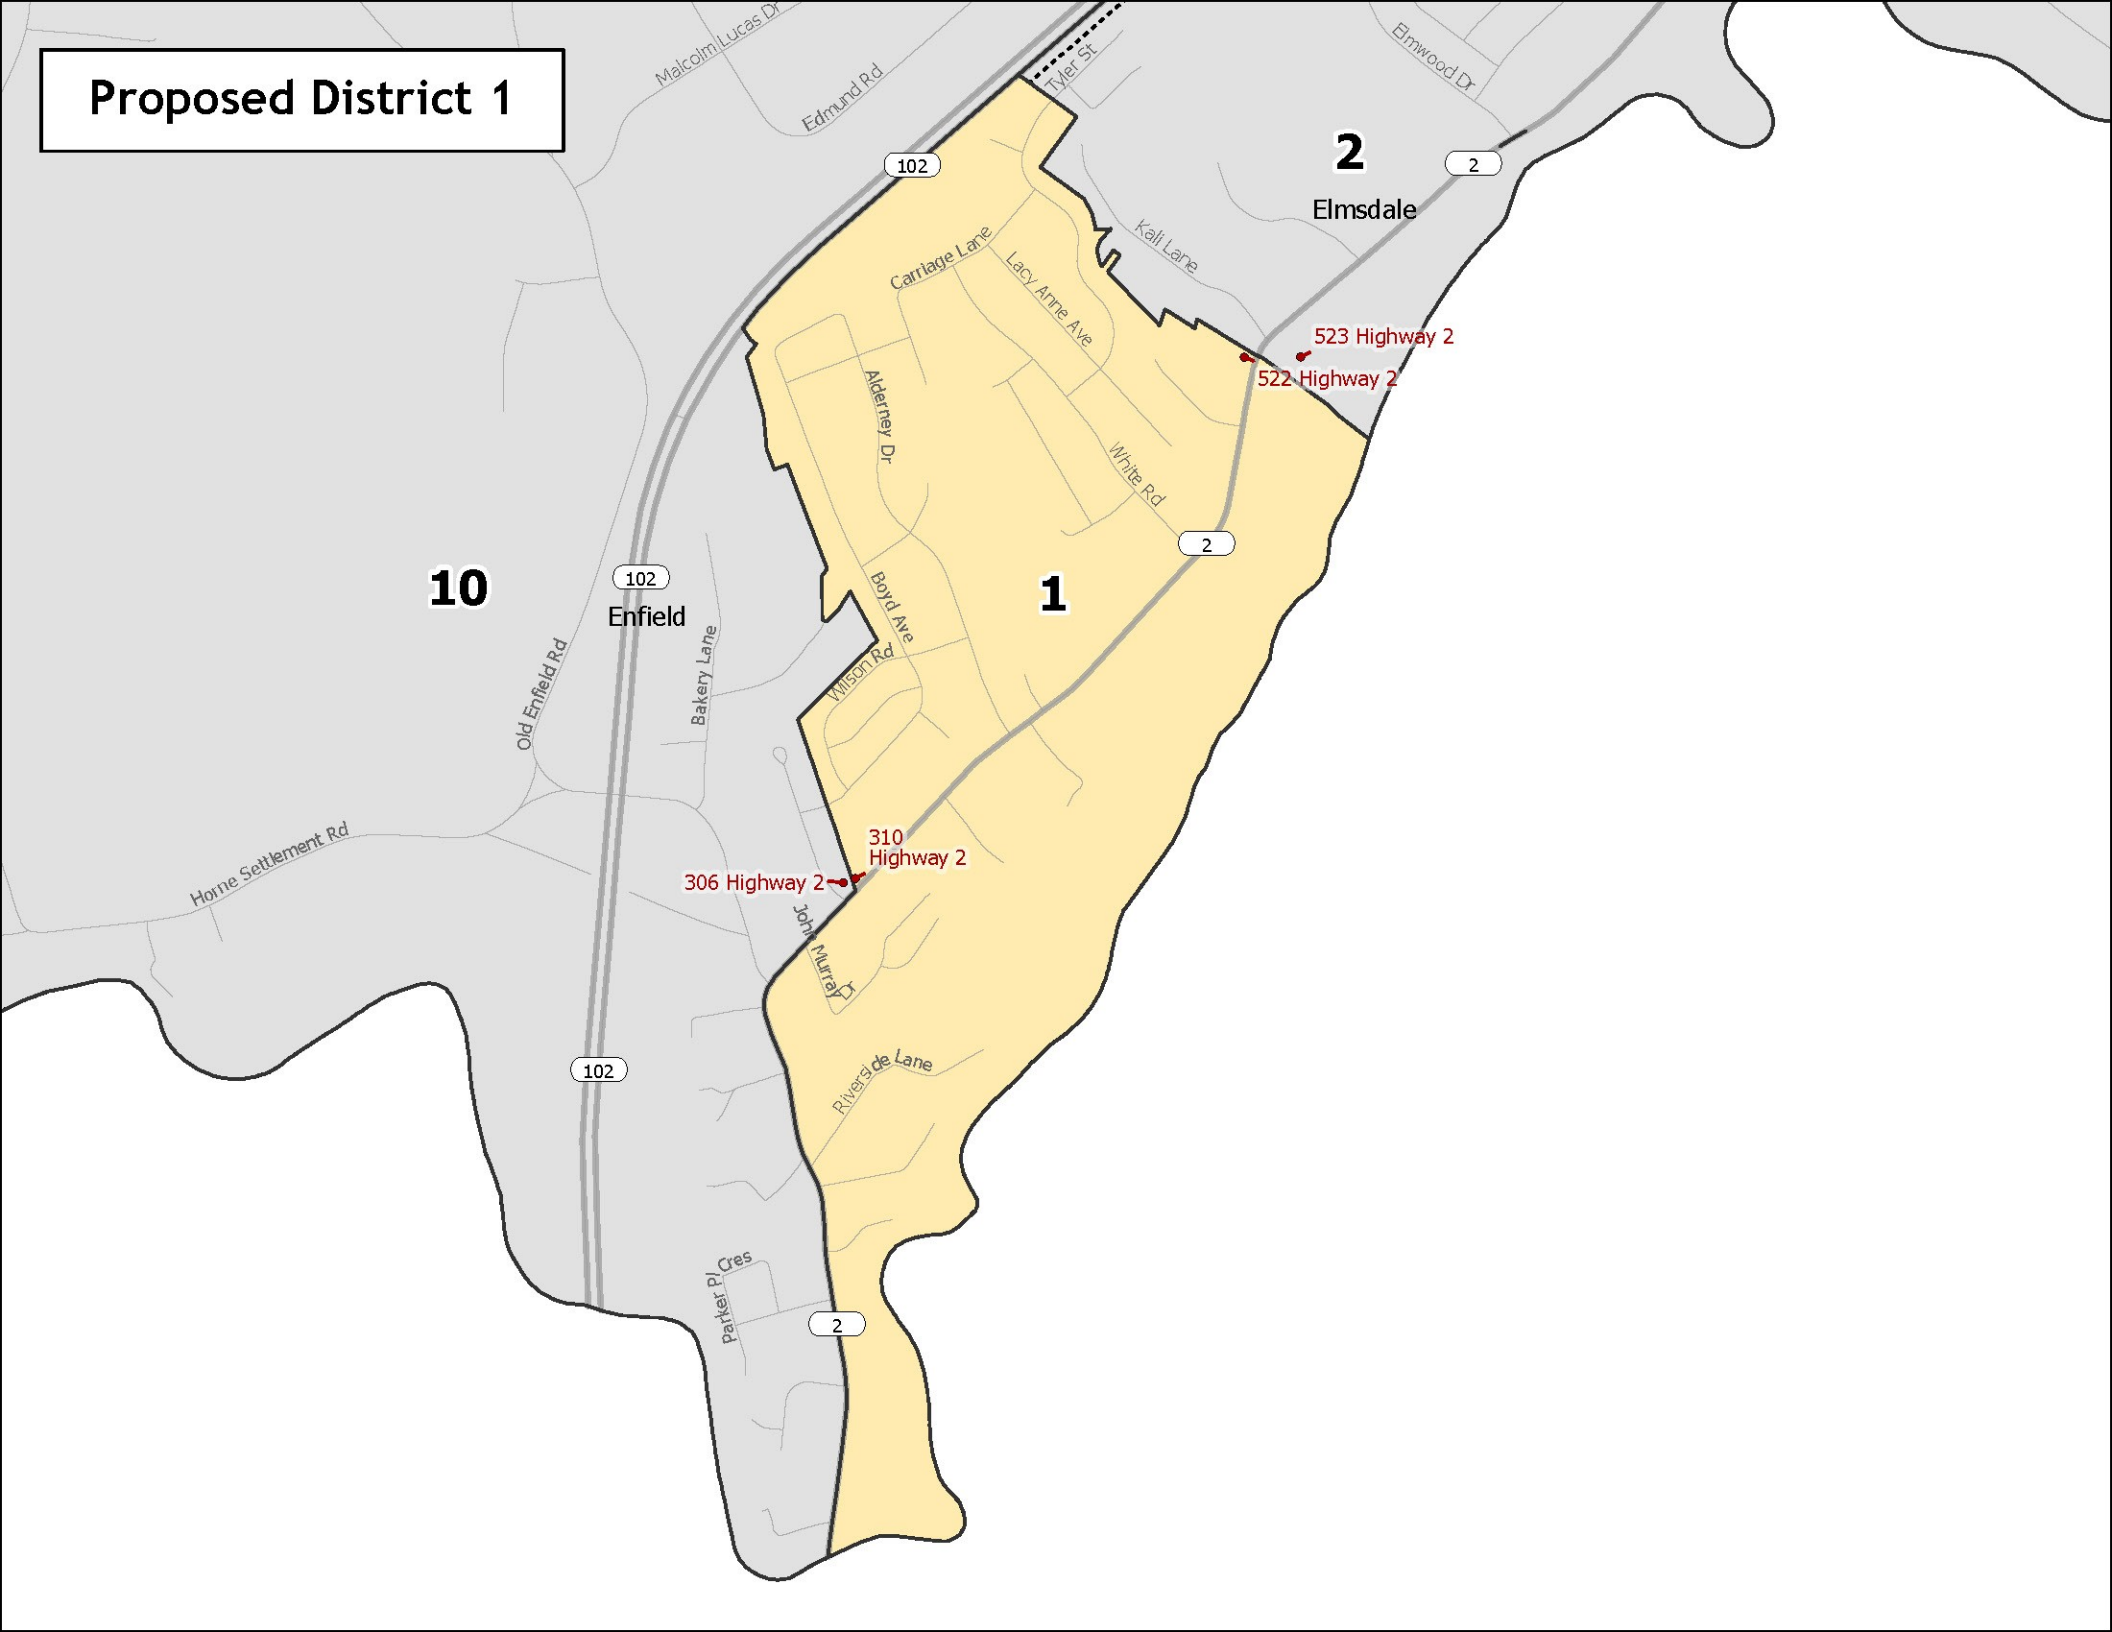 Proposed District 1
Malcolm Lucas Dr
Edmund Rd
Tyler St
Elmwood Dr
102
2
2
Elmsdale
Kali Lane
Carriage Lane
Lacy Anne Ave
523 Highway 2
522 Highway 2
Alderney Dr
White Rd
2
10
102
Enfield
1
Boyd Ave
Wilson Rd
Old Enfield Rd
Bakery Lane
Horne Settlement Rd
310
Highway 2
306 Highway 2
John Murray Dr
102
Riverside Lane
Parker Pl Cres
2